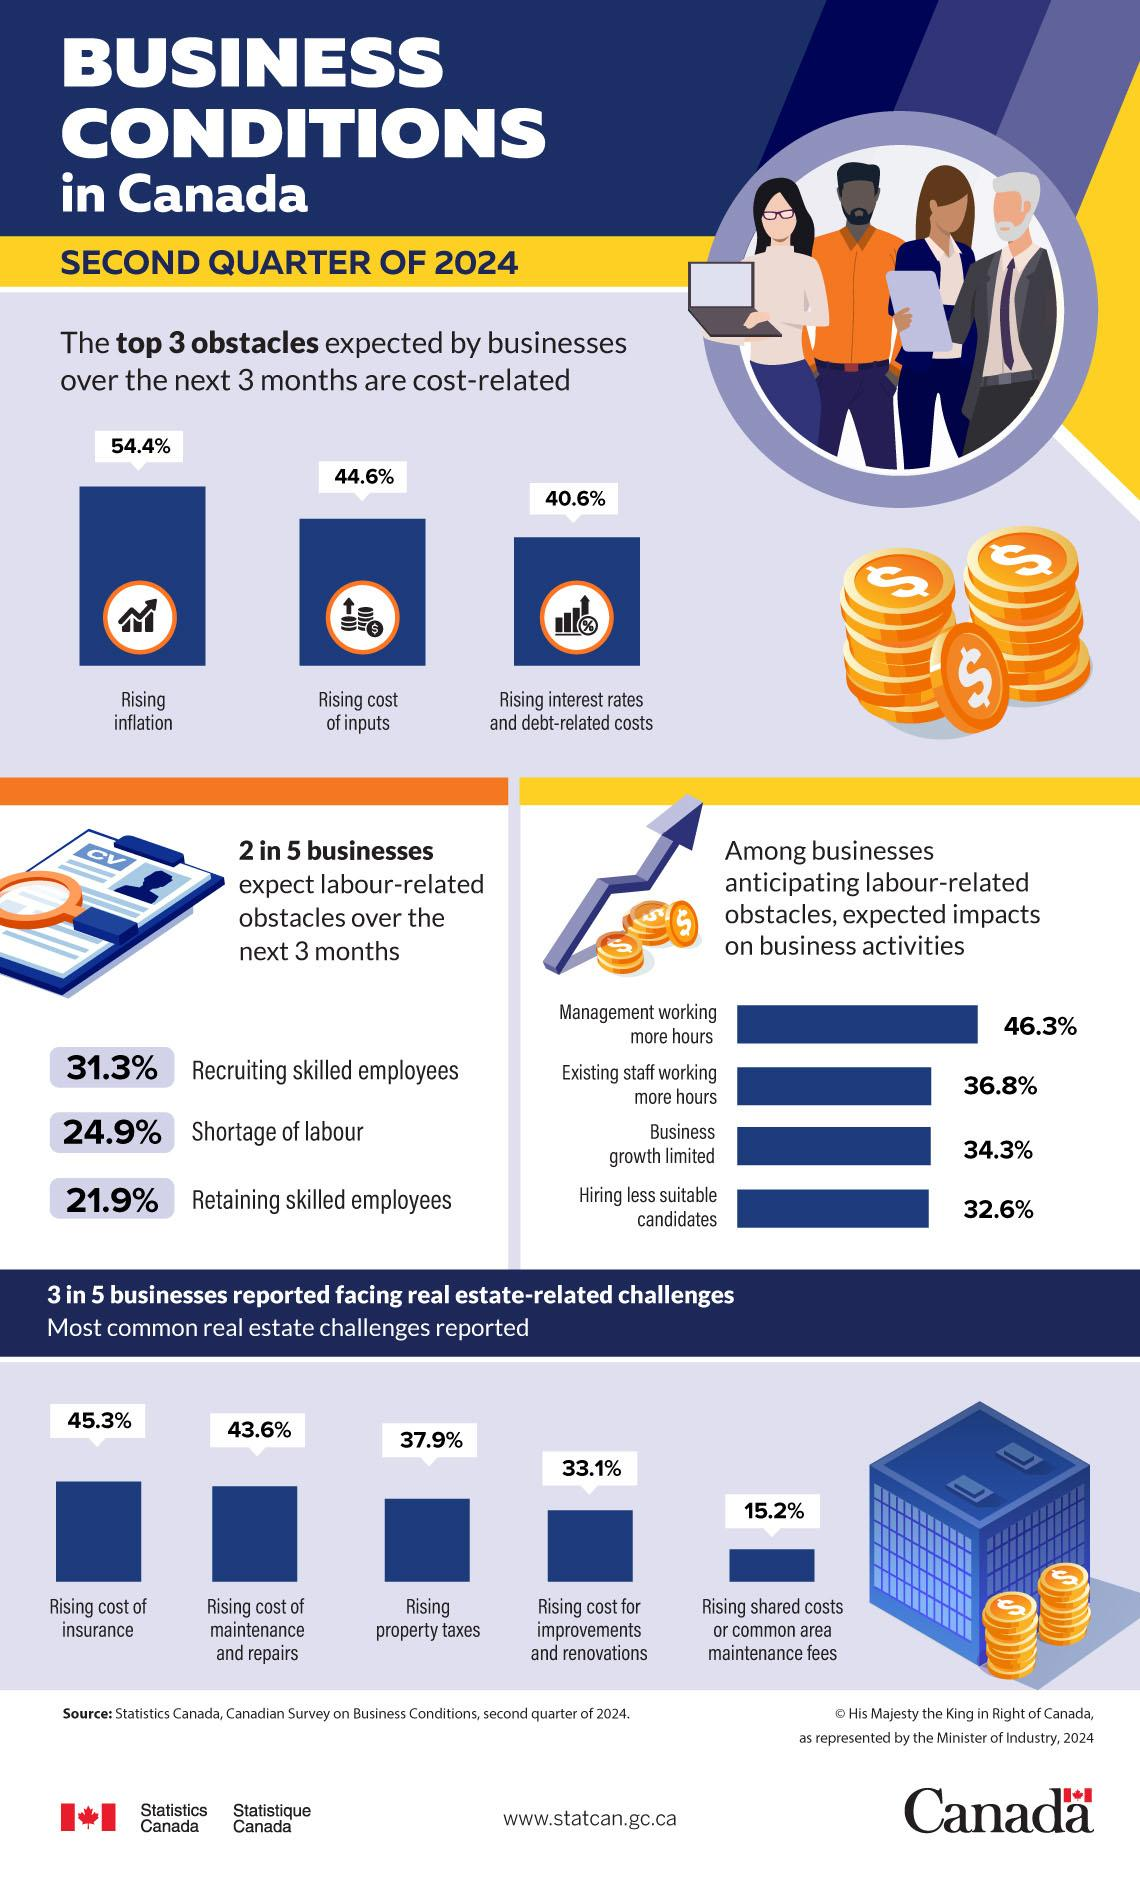 BUSINESS
CONDITIONS
in Canada
SECOND QUARTER OF 2024
The top 3 obstacles expected by businesses
over the next 3 months are cost-related
54.4%
44.6%
40.6%
Rising
inflation
Rising cost
of inputs
Rising interest rates
and debt-related costs
CV
2 in 5 businesses
expect labour-related
obstacles over the
next 3 months
31.3% Recruiting skilled employees
24.9% Shortage of labour
21.9% Retaining skilled employees
Among businesses
anticipating labour-related
obstacles, expected impacts
on business activities
Management working
more hours
46.3%
Existing staff working
more hours
36.8%
Business
growth limited
34.3%
Hiring less suitable
candidates
32.6%
3 in 5 businesses reported facing real estate-related challenges
Most common real estate challenges reported
45.3%
43.6%
37.9%
33.1%
15.2%
Rising cost of
insurance
Rising cost of
maintenance
and repairs
Rising
property taxes
Rising cost for
improvements
and renovations
Rising shared costs
or common area
maintenance fees
Source: Statistics Canada, Canadian Survey on Business Conditions, second quarter of 2024.
© His Majesty the King in Right of Canada,
as represented by the Minister of Industry, 2024
Statistics
Canada
Statistique
Canada
www.statcan.gc.ca
Canada